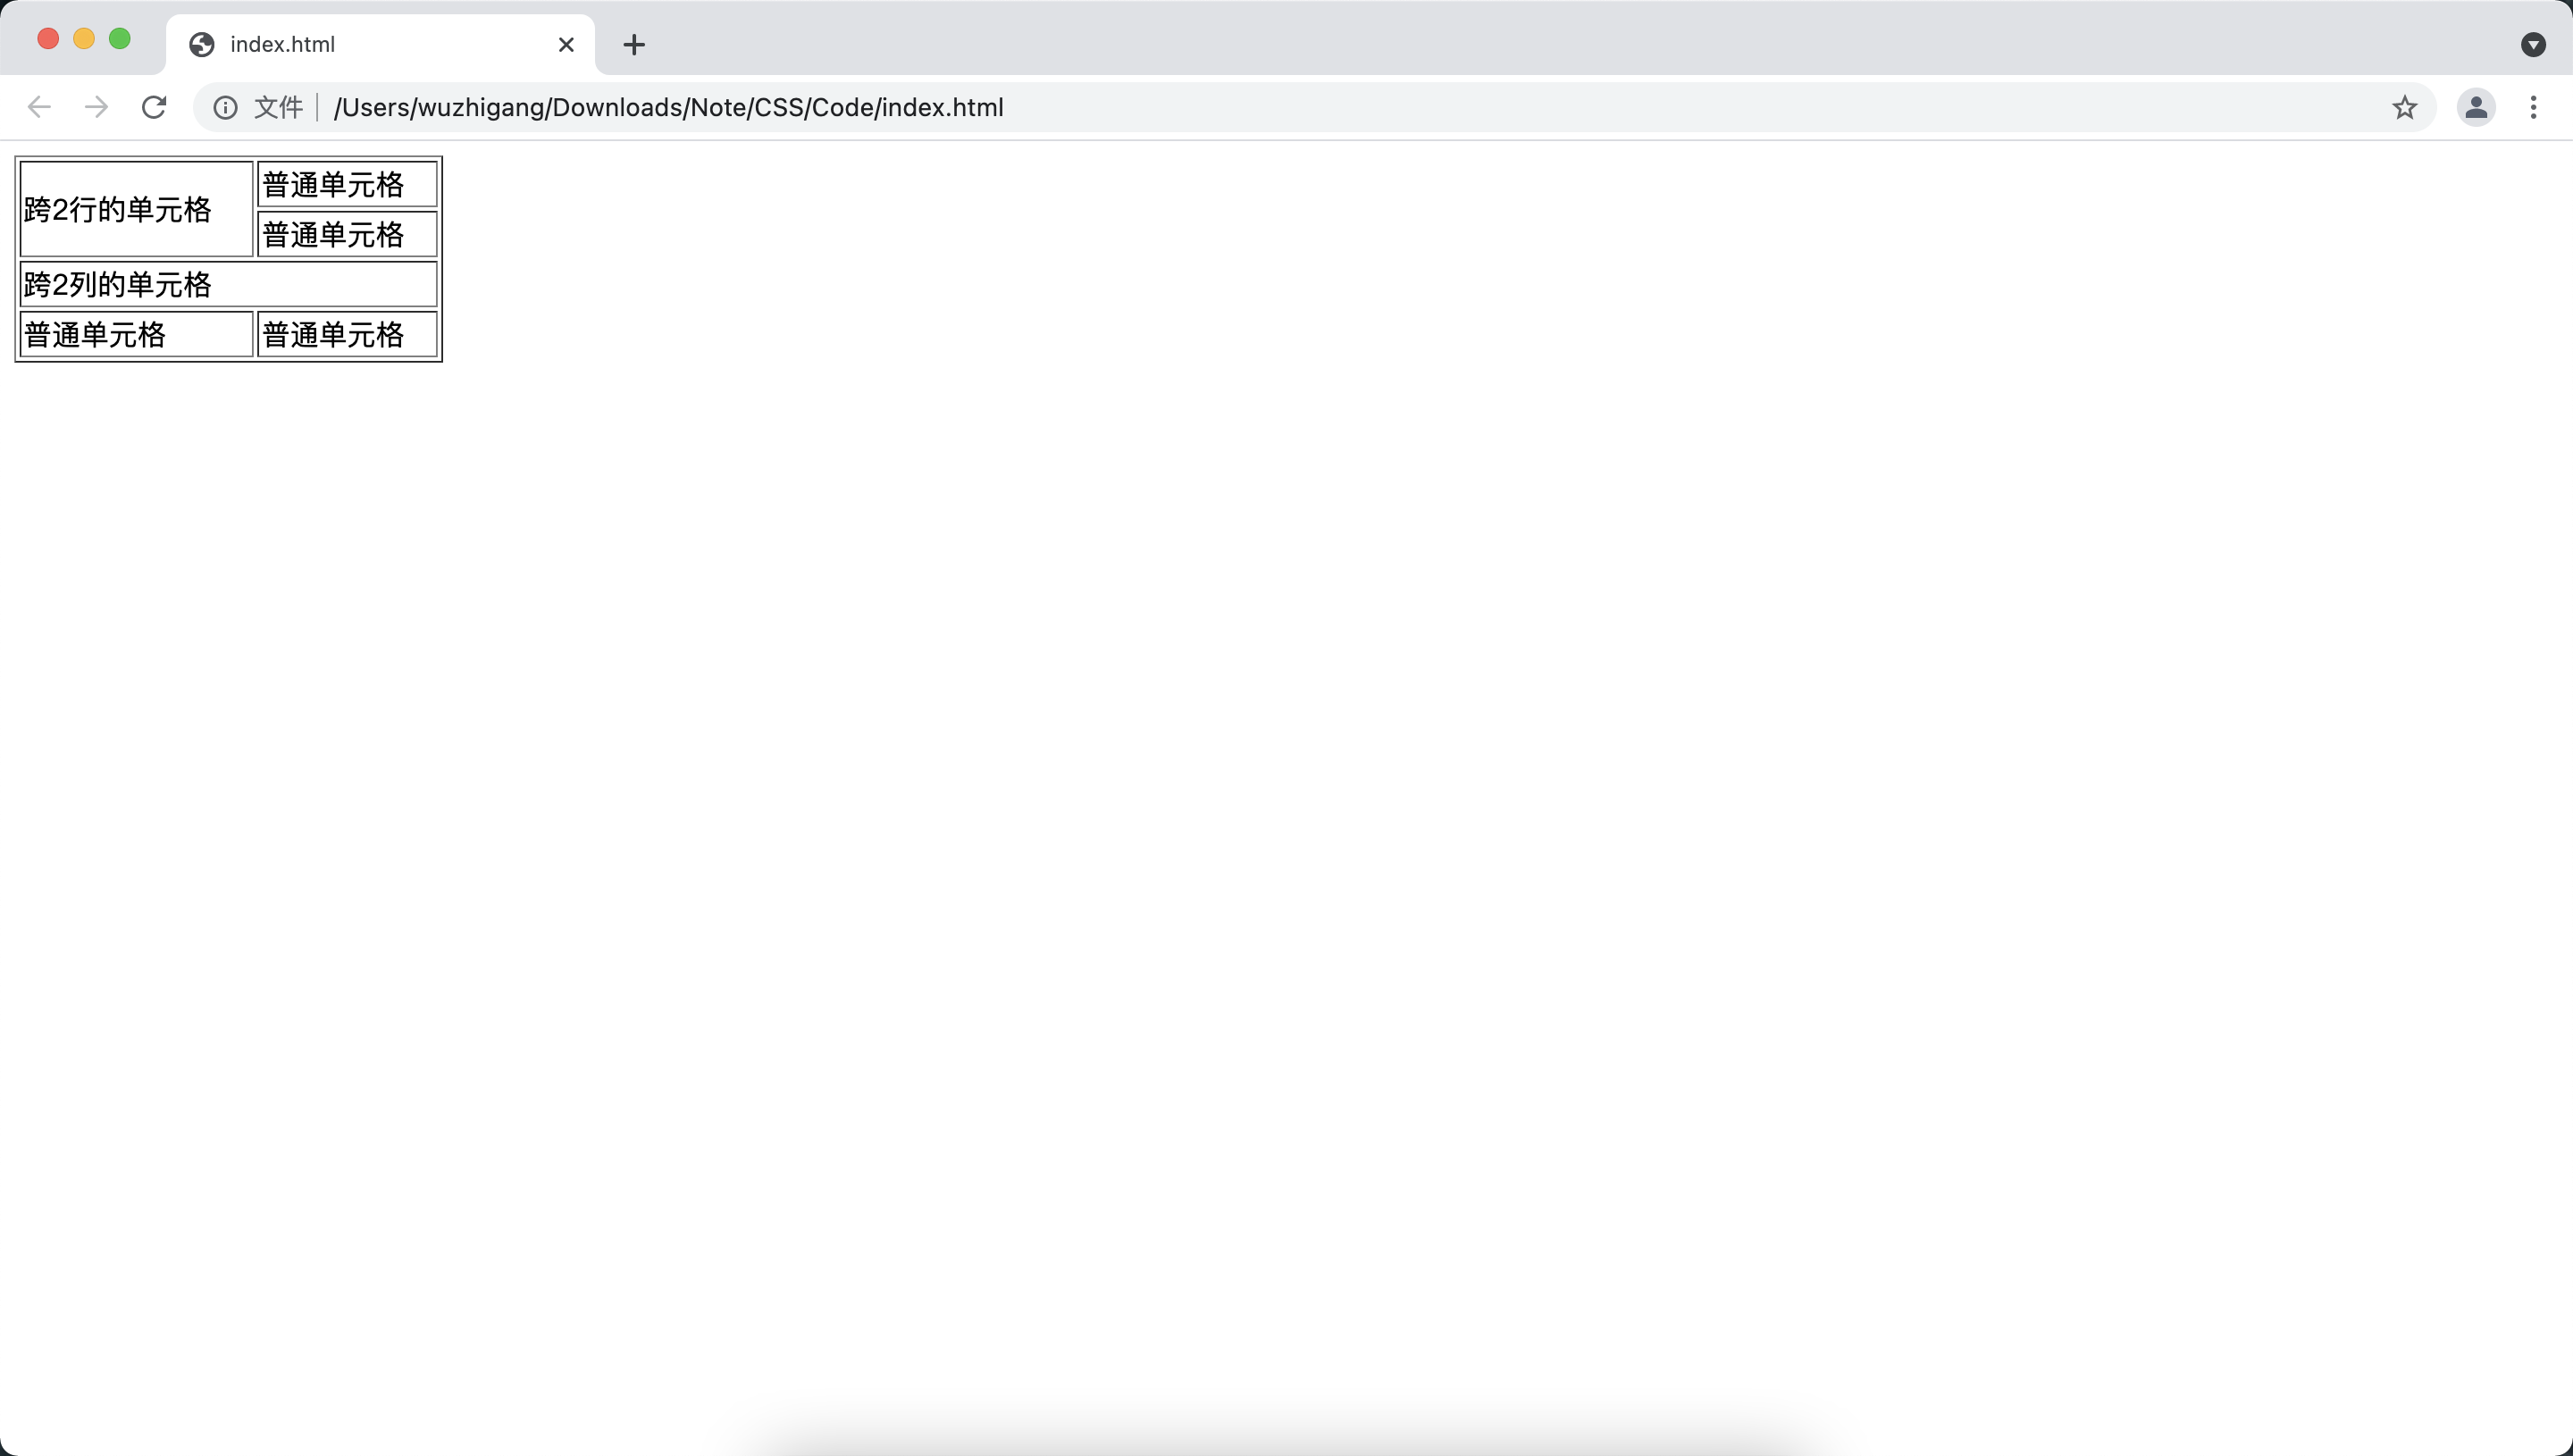 index.html
文件 /Users/wuzhigang/Downloads/Note/CSS/Code/index.html
跨2行的单元格 普通单元格
普通单元格
跨2列的单元格
普通单元格 普通单元格